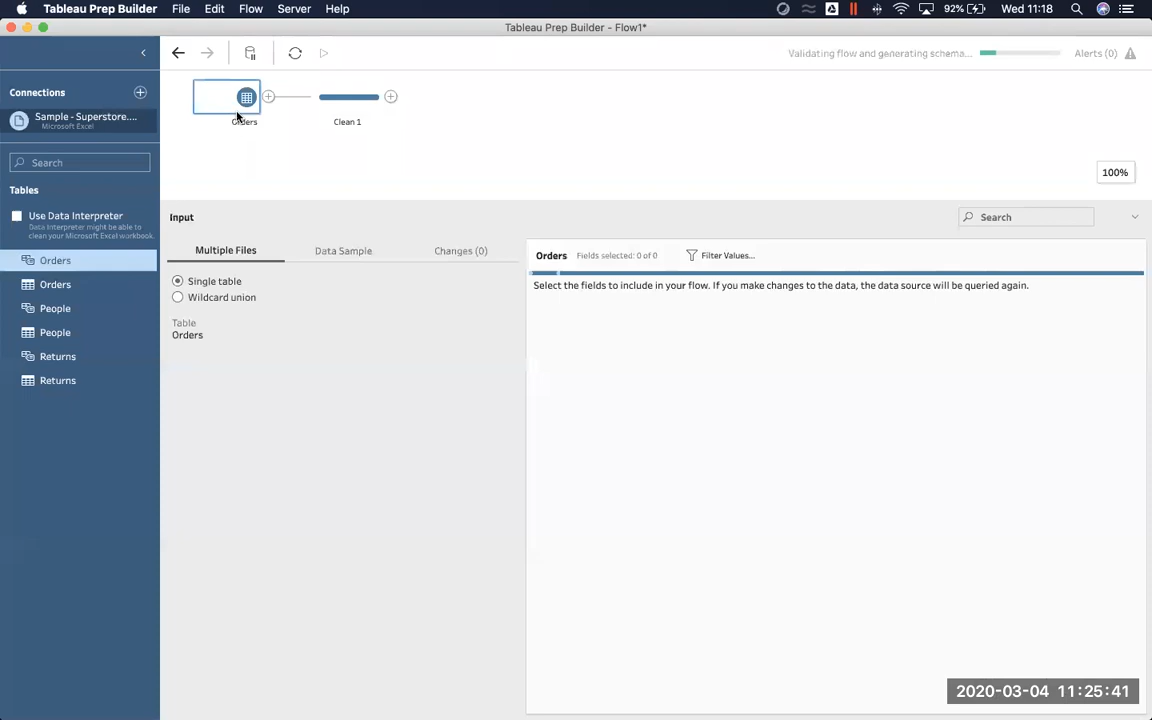 Tableau Prep Builder File Edit Flow Server Help 92% Wed 11:18
Tableau Prep Builder - Flow1*
Connections
Sample - Superstore....
Microsoft Excel
Search
Tables
Use Data Interpreter
Data Interpreter might be able to
clean your Microsoft Excel workbook.
Orders
Orders
People
People
Returns
Returns
Validating flow and generating schema... Alerts (0)
Orders Clean 1
100%
Input Search
Multiple Files Data Sample Changes (0)
Single table
Wildcard union
Table
Orders
Orders Fields selected: 0 of 0 Filter Values...
Select the fields to include in your flow. If you make changes to the data, the data source will be queried again.
2020-03-04 11:25:41